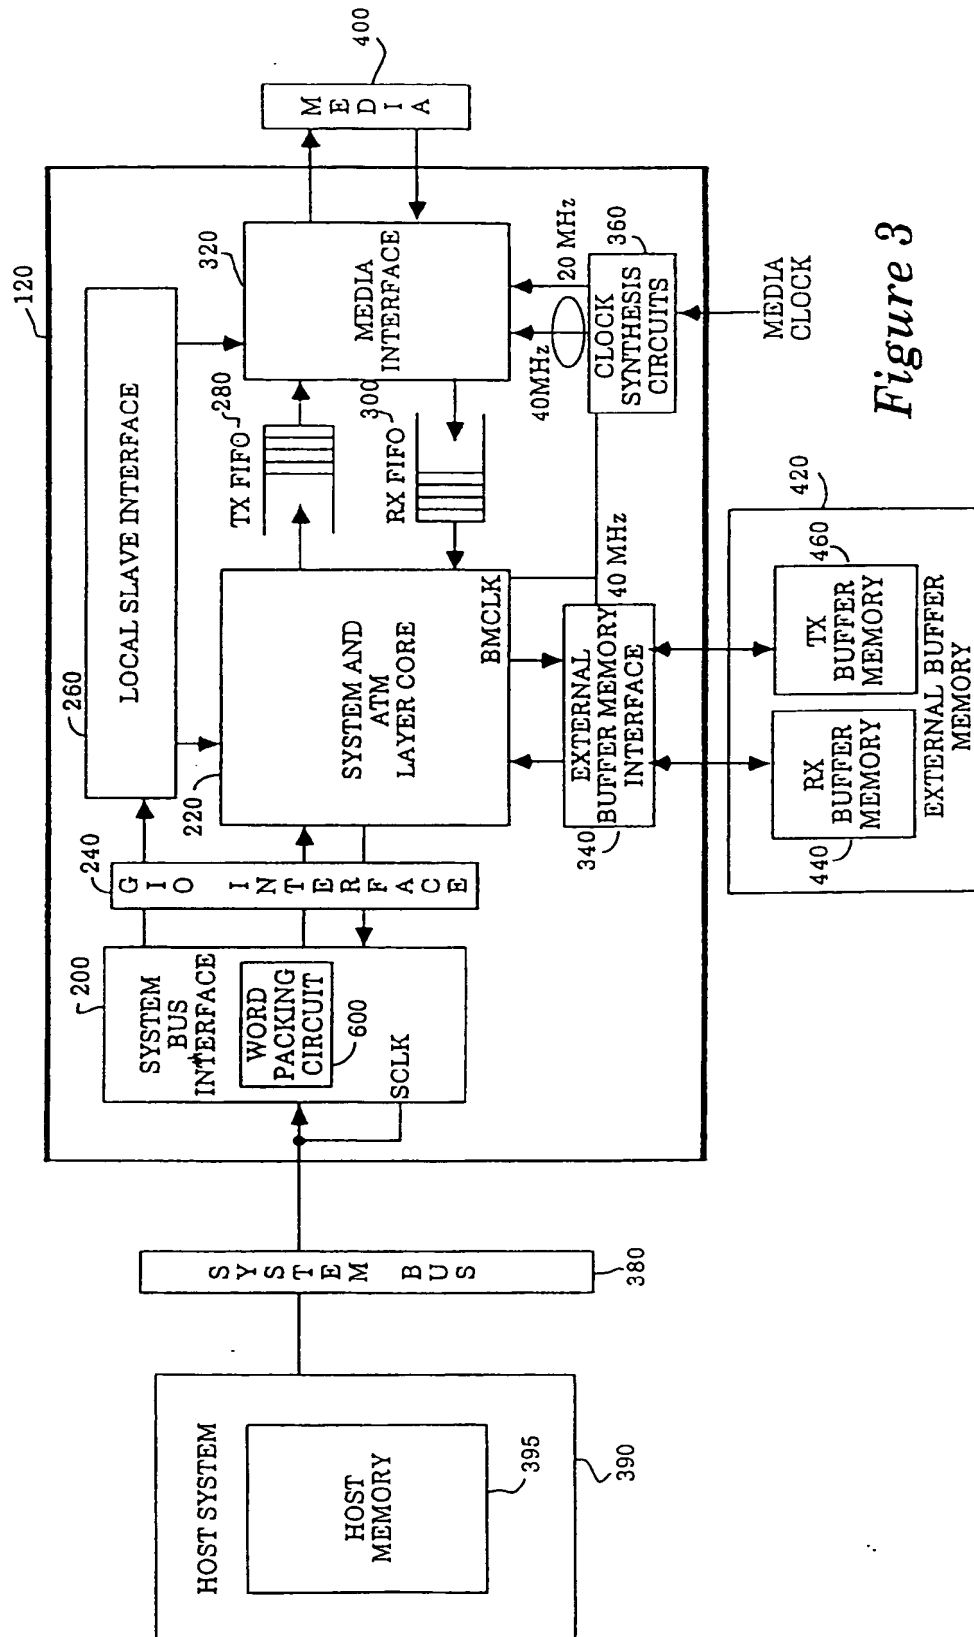 HOST SYSTEM
HOST
MEMORY
395
390
SYSTEM BUS
380
120
200
SYSTEM
BUS
INTERFACE
WORD
PACKING
CIRCUIT
600
SCLK
240
GIO INTERFACE
260
LOCAL SLAVE INTERFACE
220
SYSTEM AND
ATM
LAYER CORE
BMCLK
TX FIFO
280
RX FIFO
300
320
MEDIA
INTERFACE
400
MEDIA
340
EXTERNAL
BUFFER MEMORY
INTERFACE
40 MHz
40MHz
20 MHz
360
CLOCK
SYNTHESIS
CIRCUITS
MEDIA
CLOCK
420
440
RX
BUFFER
MEMORY
460
TX
BUFFER
MEMORY
EXTERNAL BUFFER
MEMORY
Figure 3